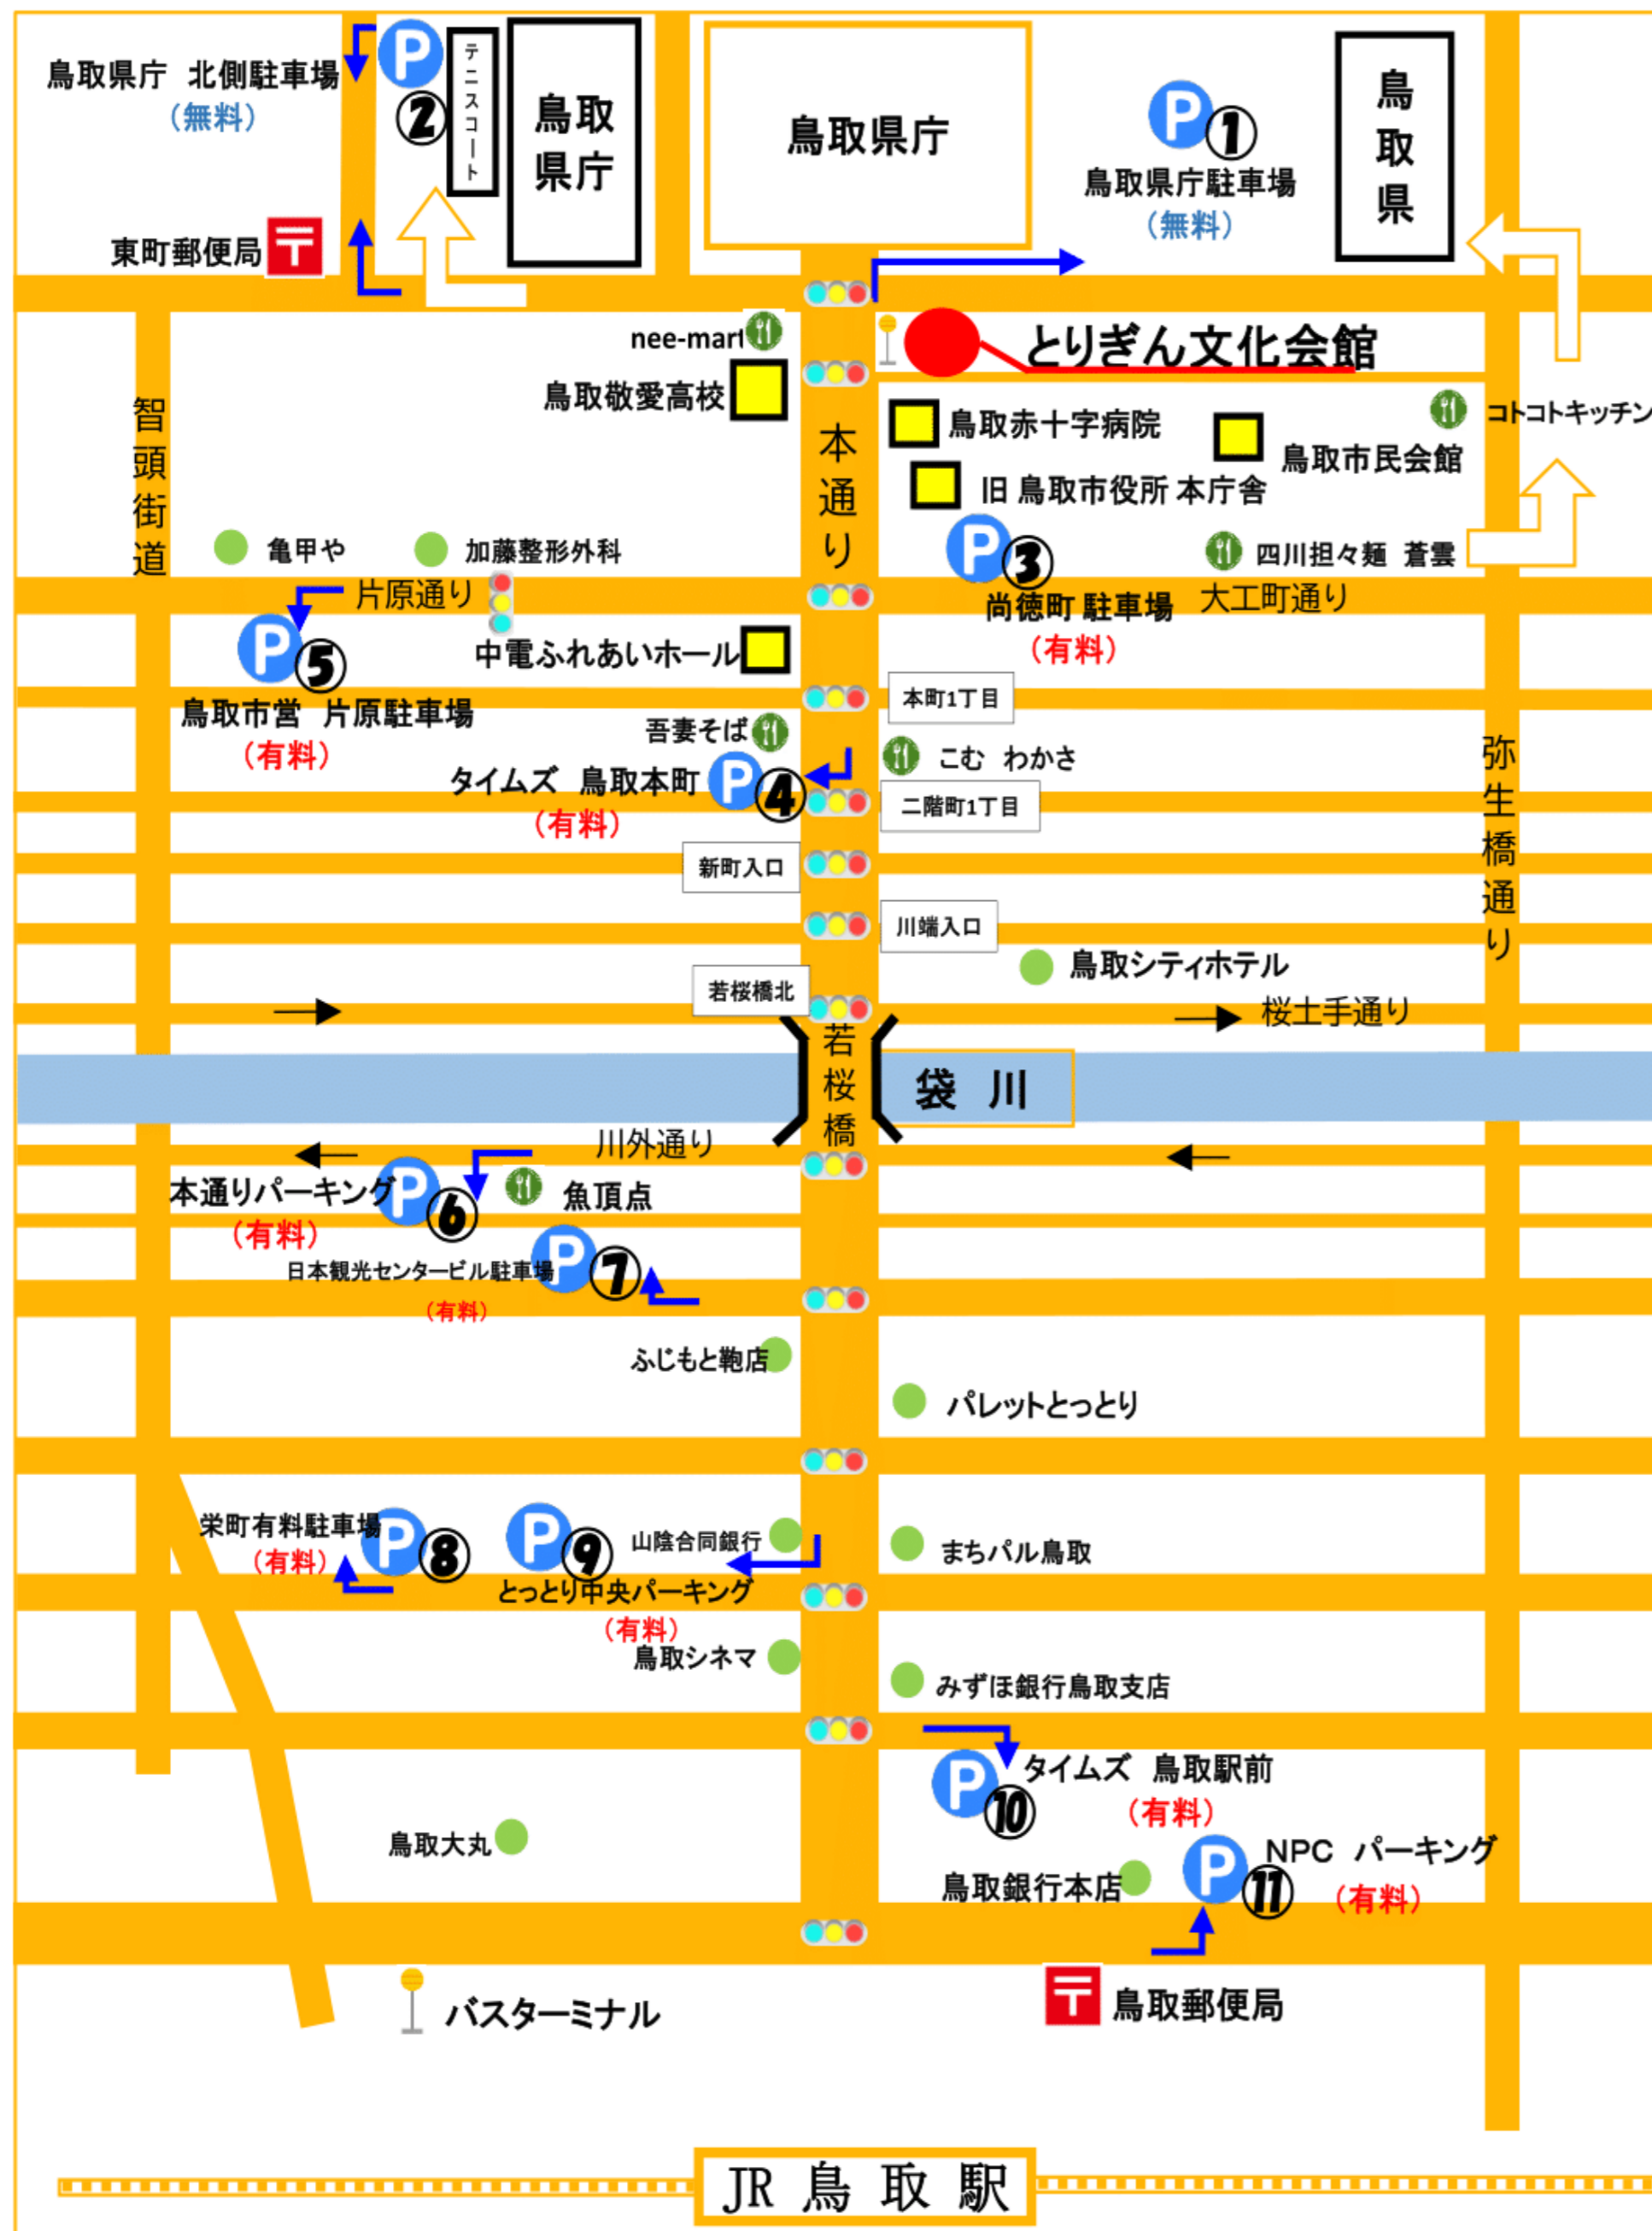 鳥取県庁 北側駐車場
（無料）
P
②
テニスコート
鳥取
県庁
鳥取県庁
P
①
鳥取県庁駐車場
（無料）
鳥取県
東町郵便局
〒
nee-mart
とりぎん文化会館
鳥取敬愛高校
智頭街道
本通り
鳥取赤十字病院
コトコトキッチン
鳥取市民会館
旧 鳥取市役所 本庁舎
亀甲や
加藤整形外科
P
③
四川担々麺 蒼雲
片原通り
尚徳町 駐車場
（有料）
大工町通り
P
⑤
中電ふれあいホール
鳥取市営 片原駐車場
（有料）
本町1丁目
吾妻そば
こむ わかさ
タイムズ 鳥取本町
（有料）
P
④
二階町1丁目
弥生橋通り
新町入口
川端入口
鳥取シティホテル
若桜橋北
桜土手通り
若桜橋
袋 川
川外通り
本通りパーキング
（有料）
P
⑥
魚頂点
日本観光センタービル駐車場
（有料）
P
⑦
ふじもと鞄店
パレットとっとり
栄町有料駐車場
（有料）
P
⑧
P
⑨
山陰合同銀行
まちパル鳥取
とっとり中央パーキング
（有料）
鳥取シネマ
みずほ銀行鳥取支店
P
⑩
タイムズ 鳥取駅前
（有料）
鳥取大丸
鳥取銀行本店
P
⑪
NPC パーキング
（有料）
バスターミナル
〒
鳥取郵便局
JR 鳥 取 駅